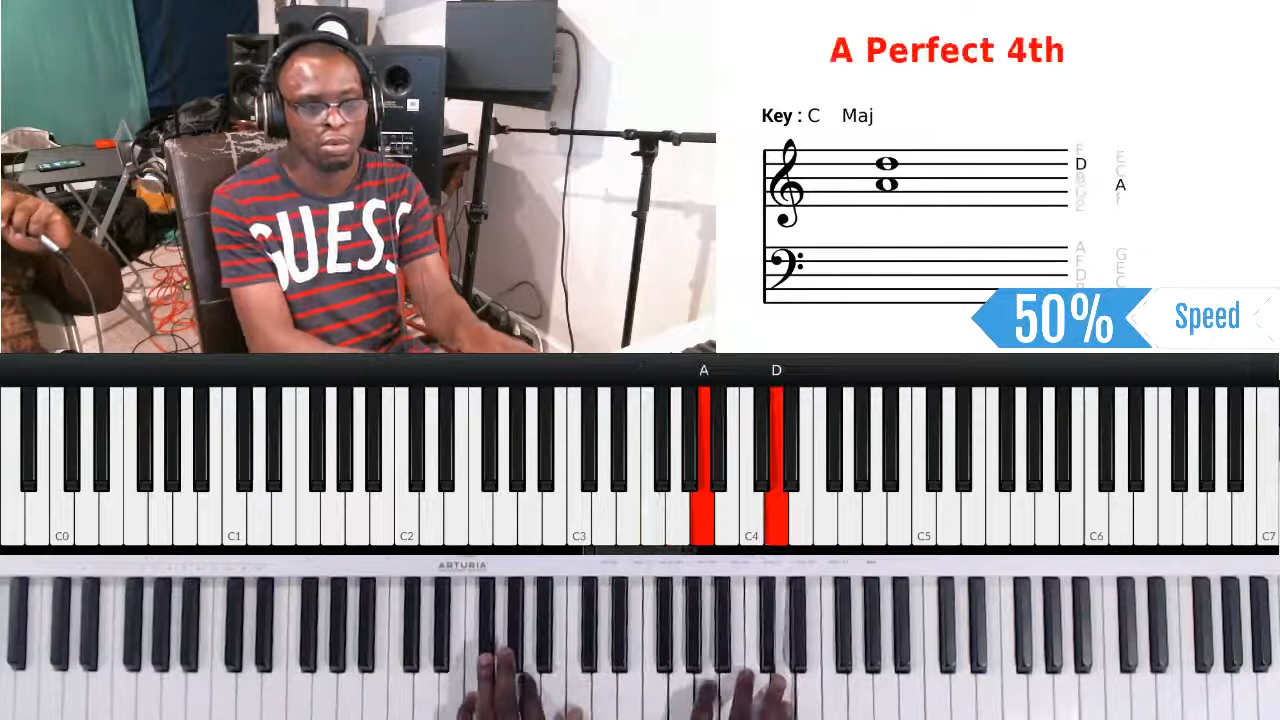 A Perfect 4th
Key : C Maj
F
D
E
C
A
F
A
F
D
G
E
C
50% Speed
GUESS
A D
C0 C1 C2 C3 C4 C5 C6 C7
ARTURIA